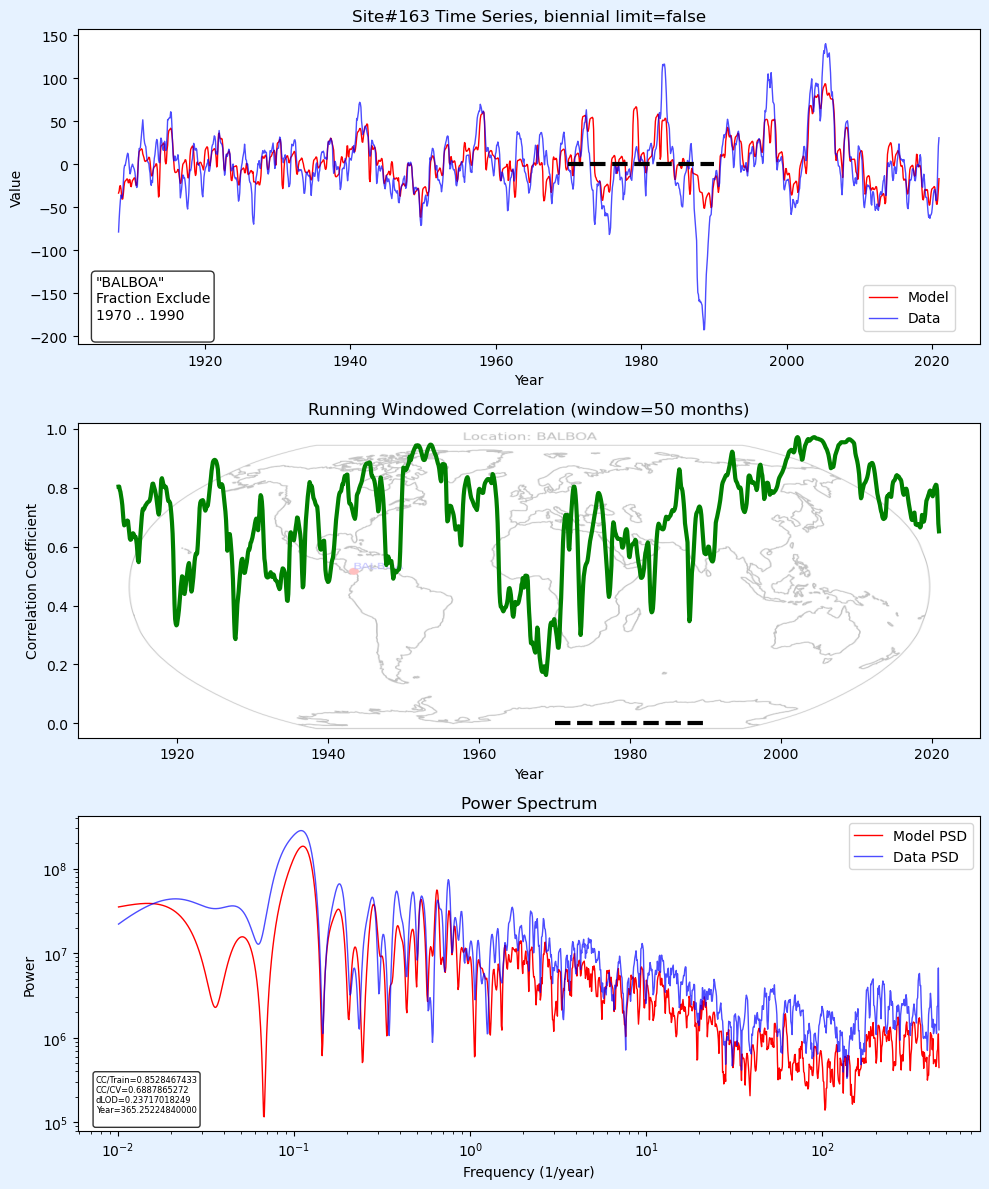 Site#163 Time Series, biennial limit=false
150
100
50
0
−50
−100
−150
−200
Value
"BALBOA"
Fraction Exclude
1970 .. 1990
Model
Data
1920
1940
1960
1980
2000
2020
Year
Running Windowed Correlation (window=50 months)
1.0
0.8
0.6
0.4
0.2
0.0
Correlation Coefficient
Location: BALBOA
1920
1940
1960
1980
2000
2020
Year
Power Spectrum
10⁸
10⁷
10⁶
10⁵
Power
Model PSD
Data PSD
CC/Train=0.8528467433
CC/CV=0.6887865272
dLOD=0.23717018249
Year=365.25224840000
10⁻²
10⁻¹
10⁰
10¹
10²
Frequency (1/year)